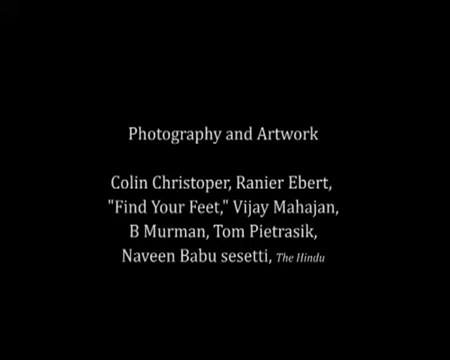 Photography and Artwork
Colin Christoper, Ranier Ebert,
"Find Your Feet," Vijay Mahajan,
B Murman, Tom Pietrasik,
Naveen Babu sesetti, The Hindu